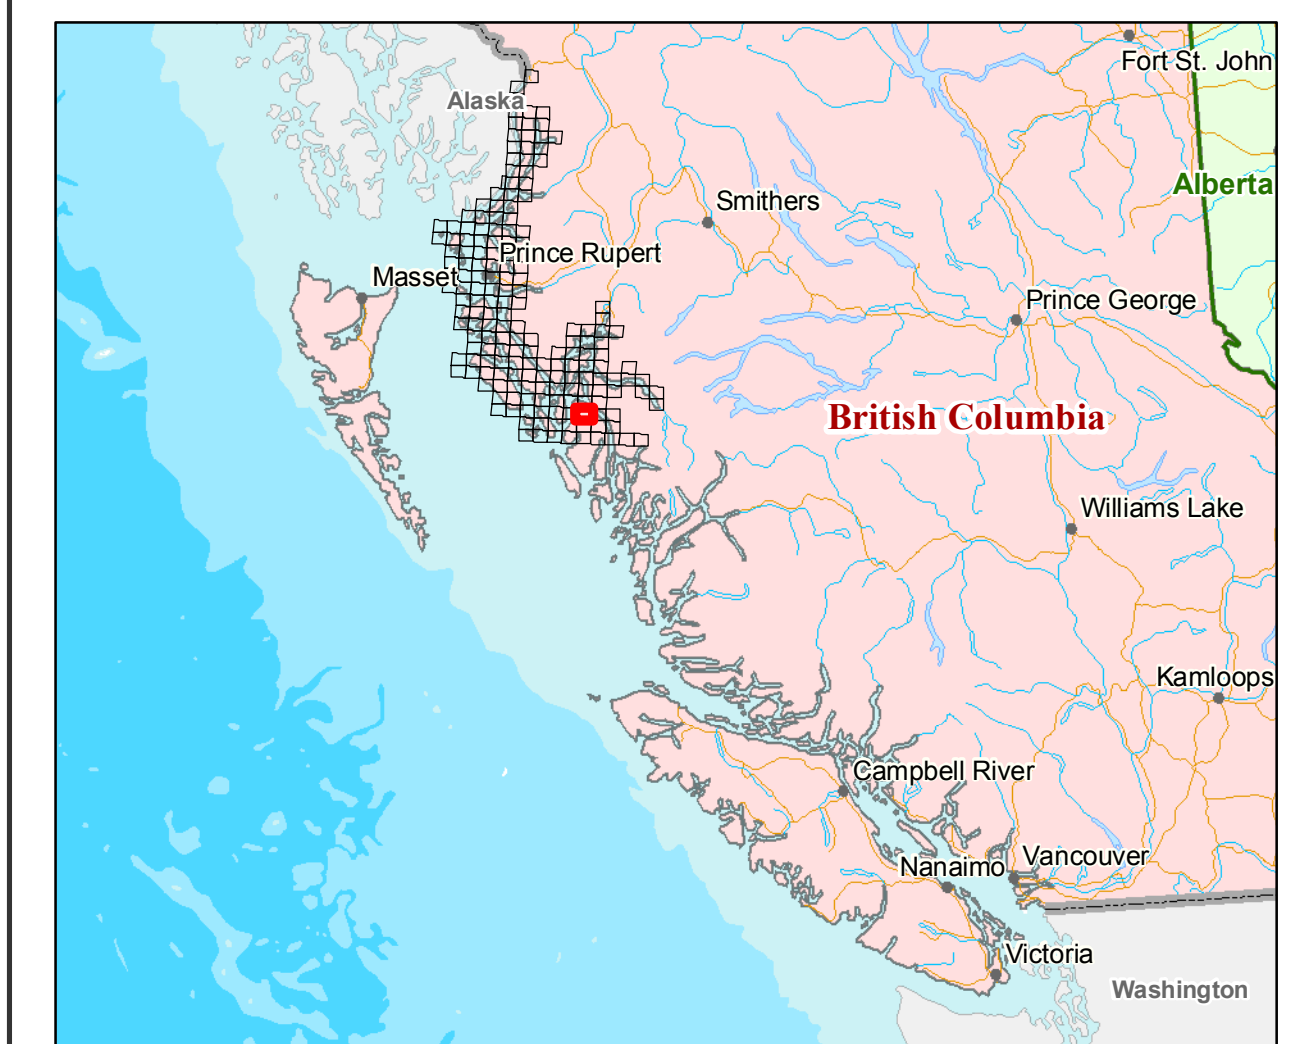 Fort St. John
Alaska
Alberta
Smithers
Prince Rupert
Masset
Prince George
British Columbia
Williams Lake
Kamloops
Campbell River
Vancouver
Nanaimo
Victoria
Washington